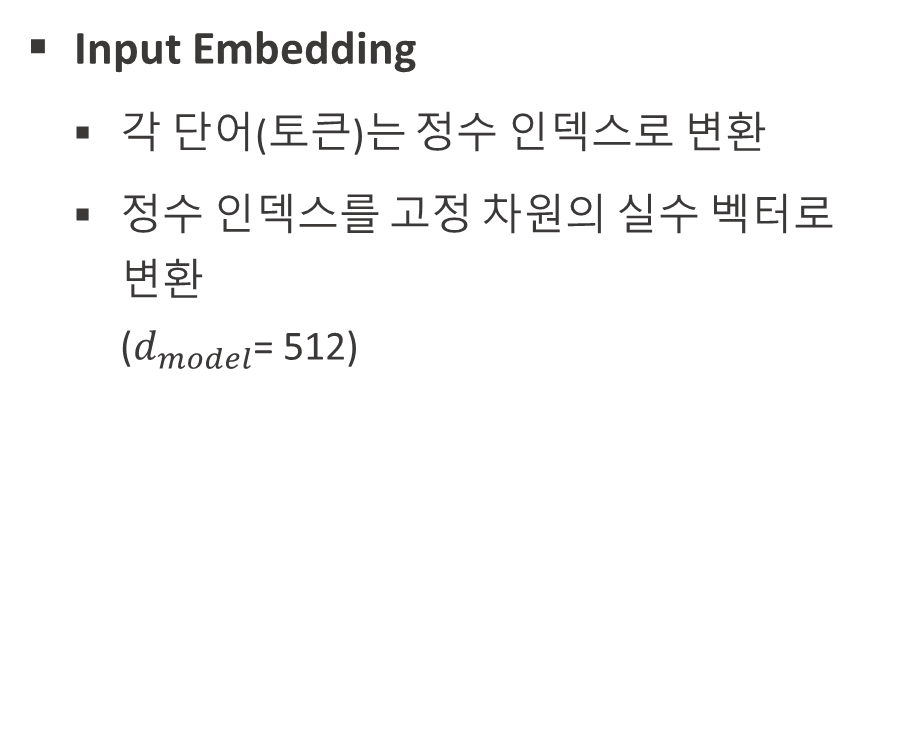 ▪ Input Embedding
▪ 각 단어(토큰)는 정수 인덱스로 변환
▪ 정수 인덱스를 고정 차원의 실수 벡터로
변환
(d_model= 512)